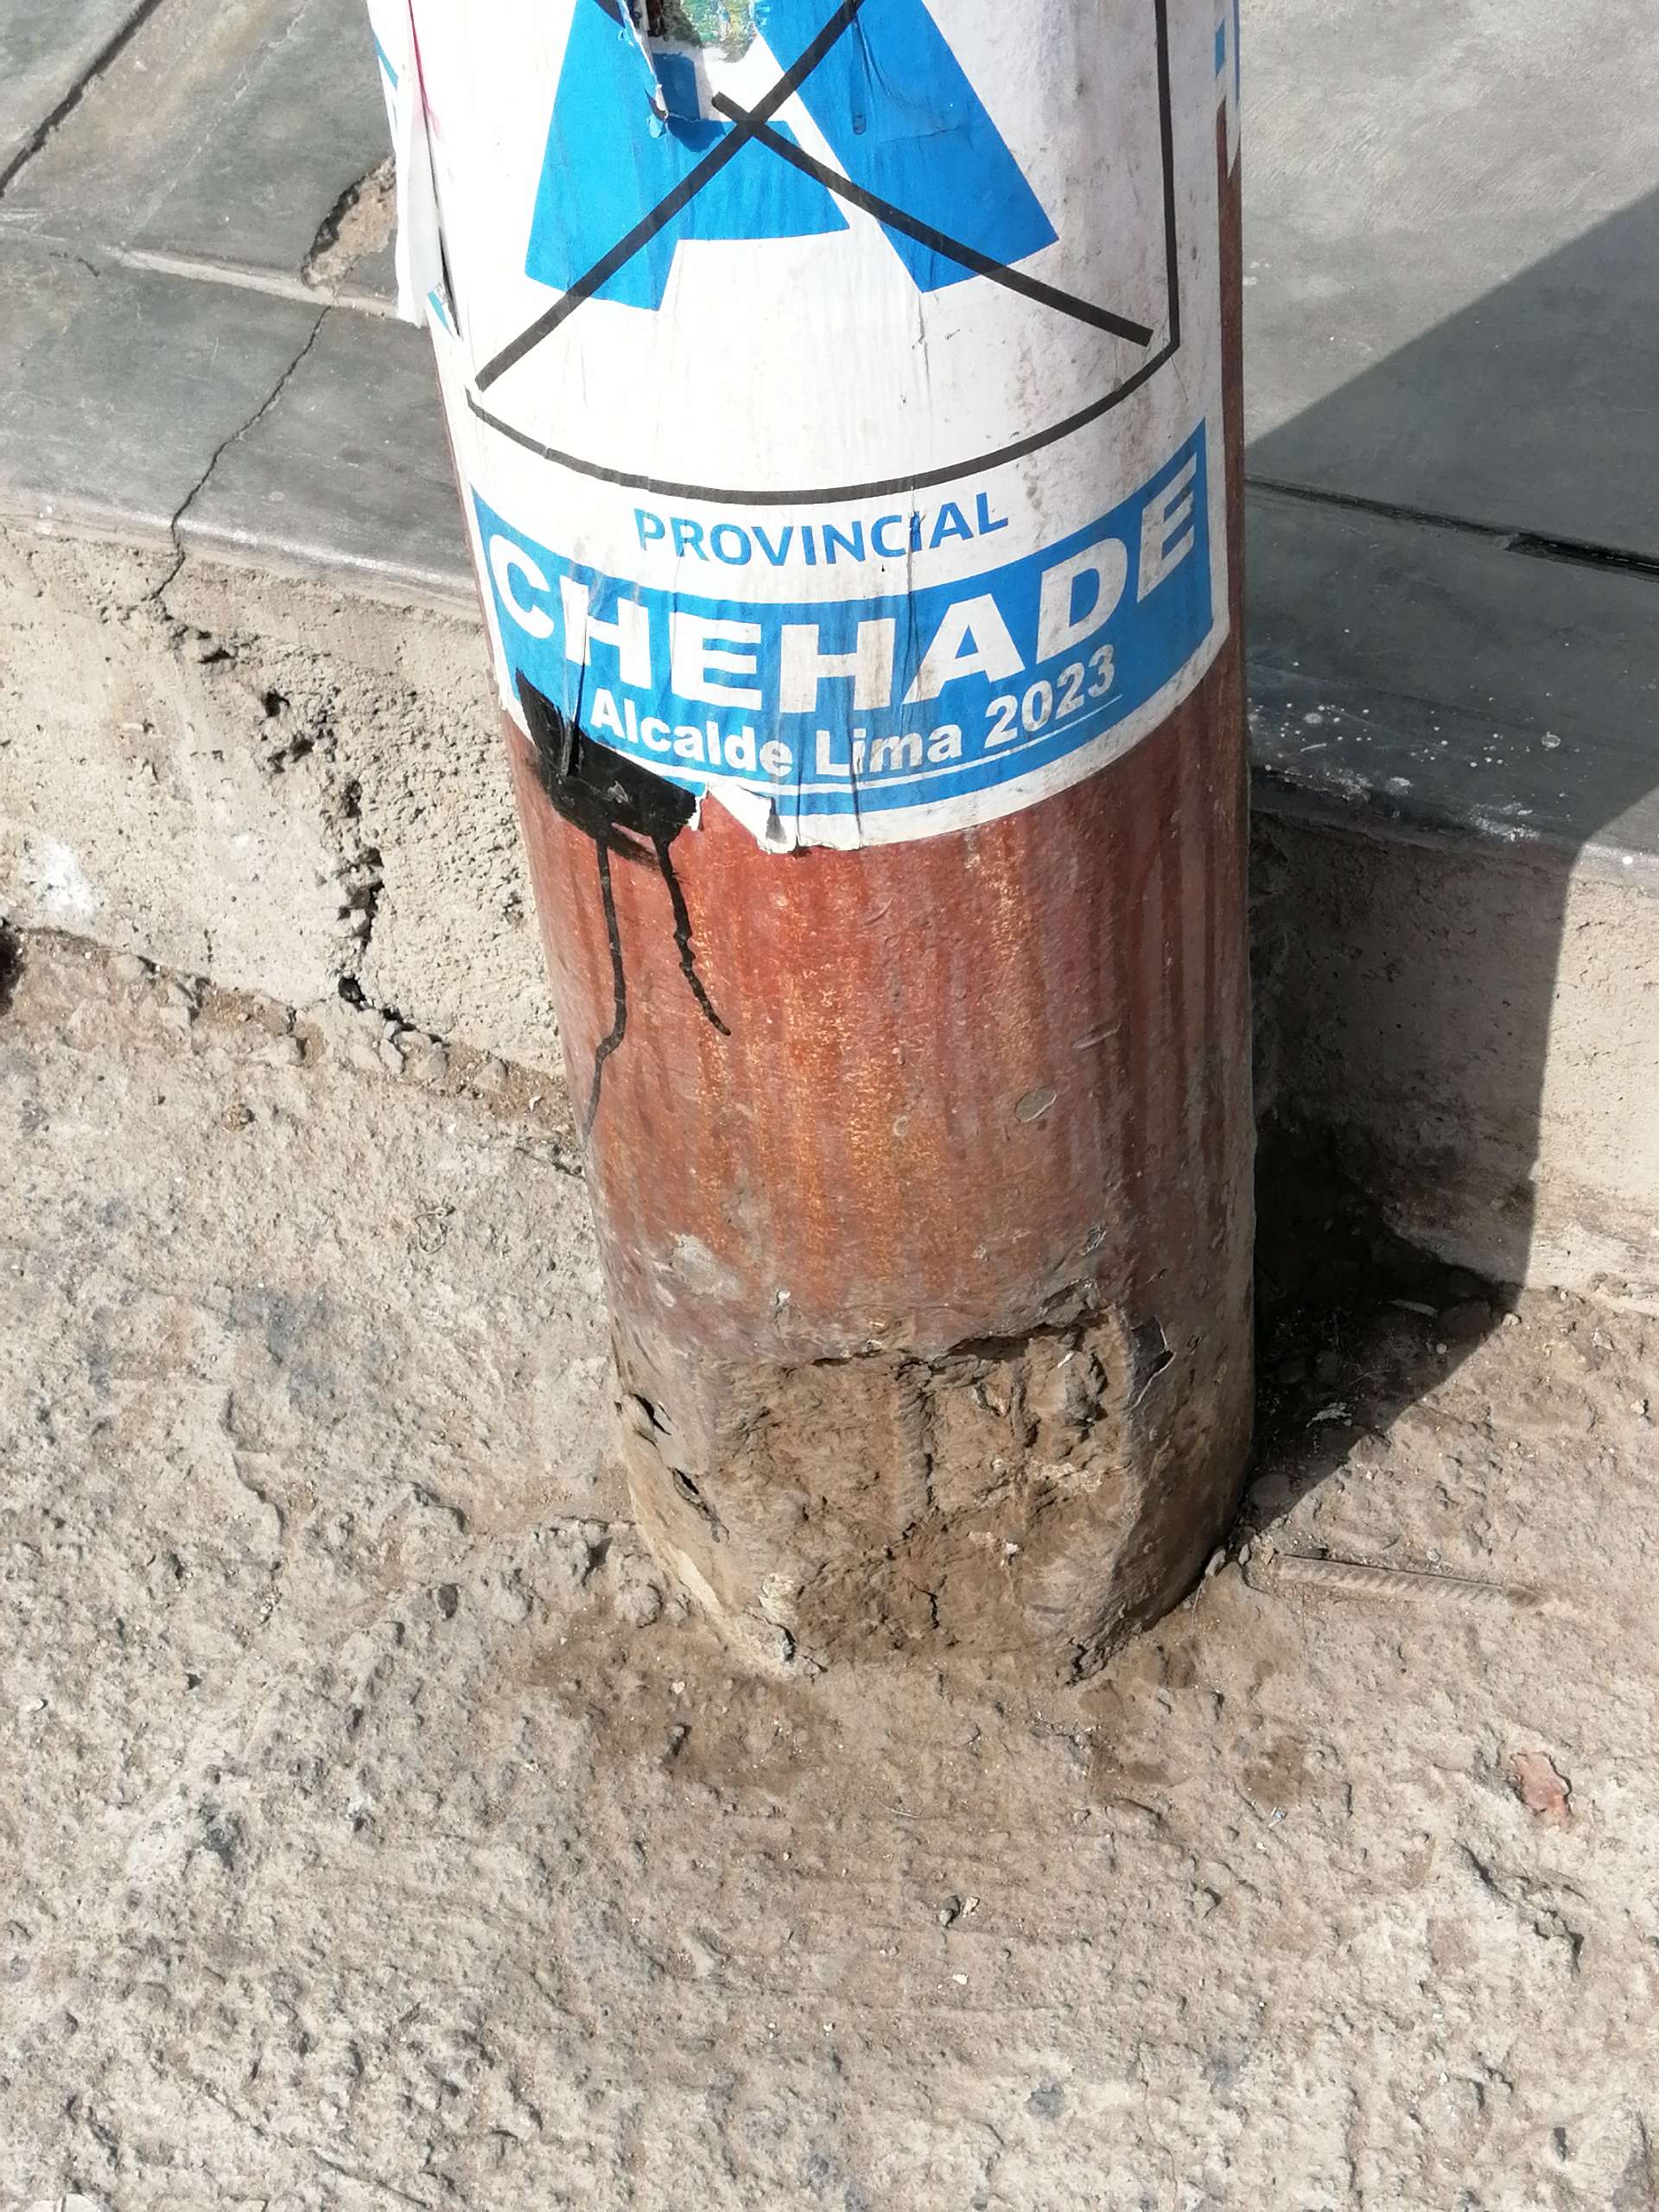 A
PROVINCIAL
CHEHADE
Alcalde Lima 2023